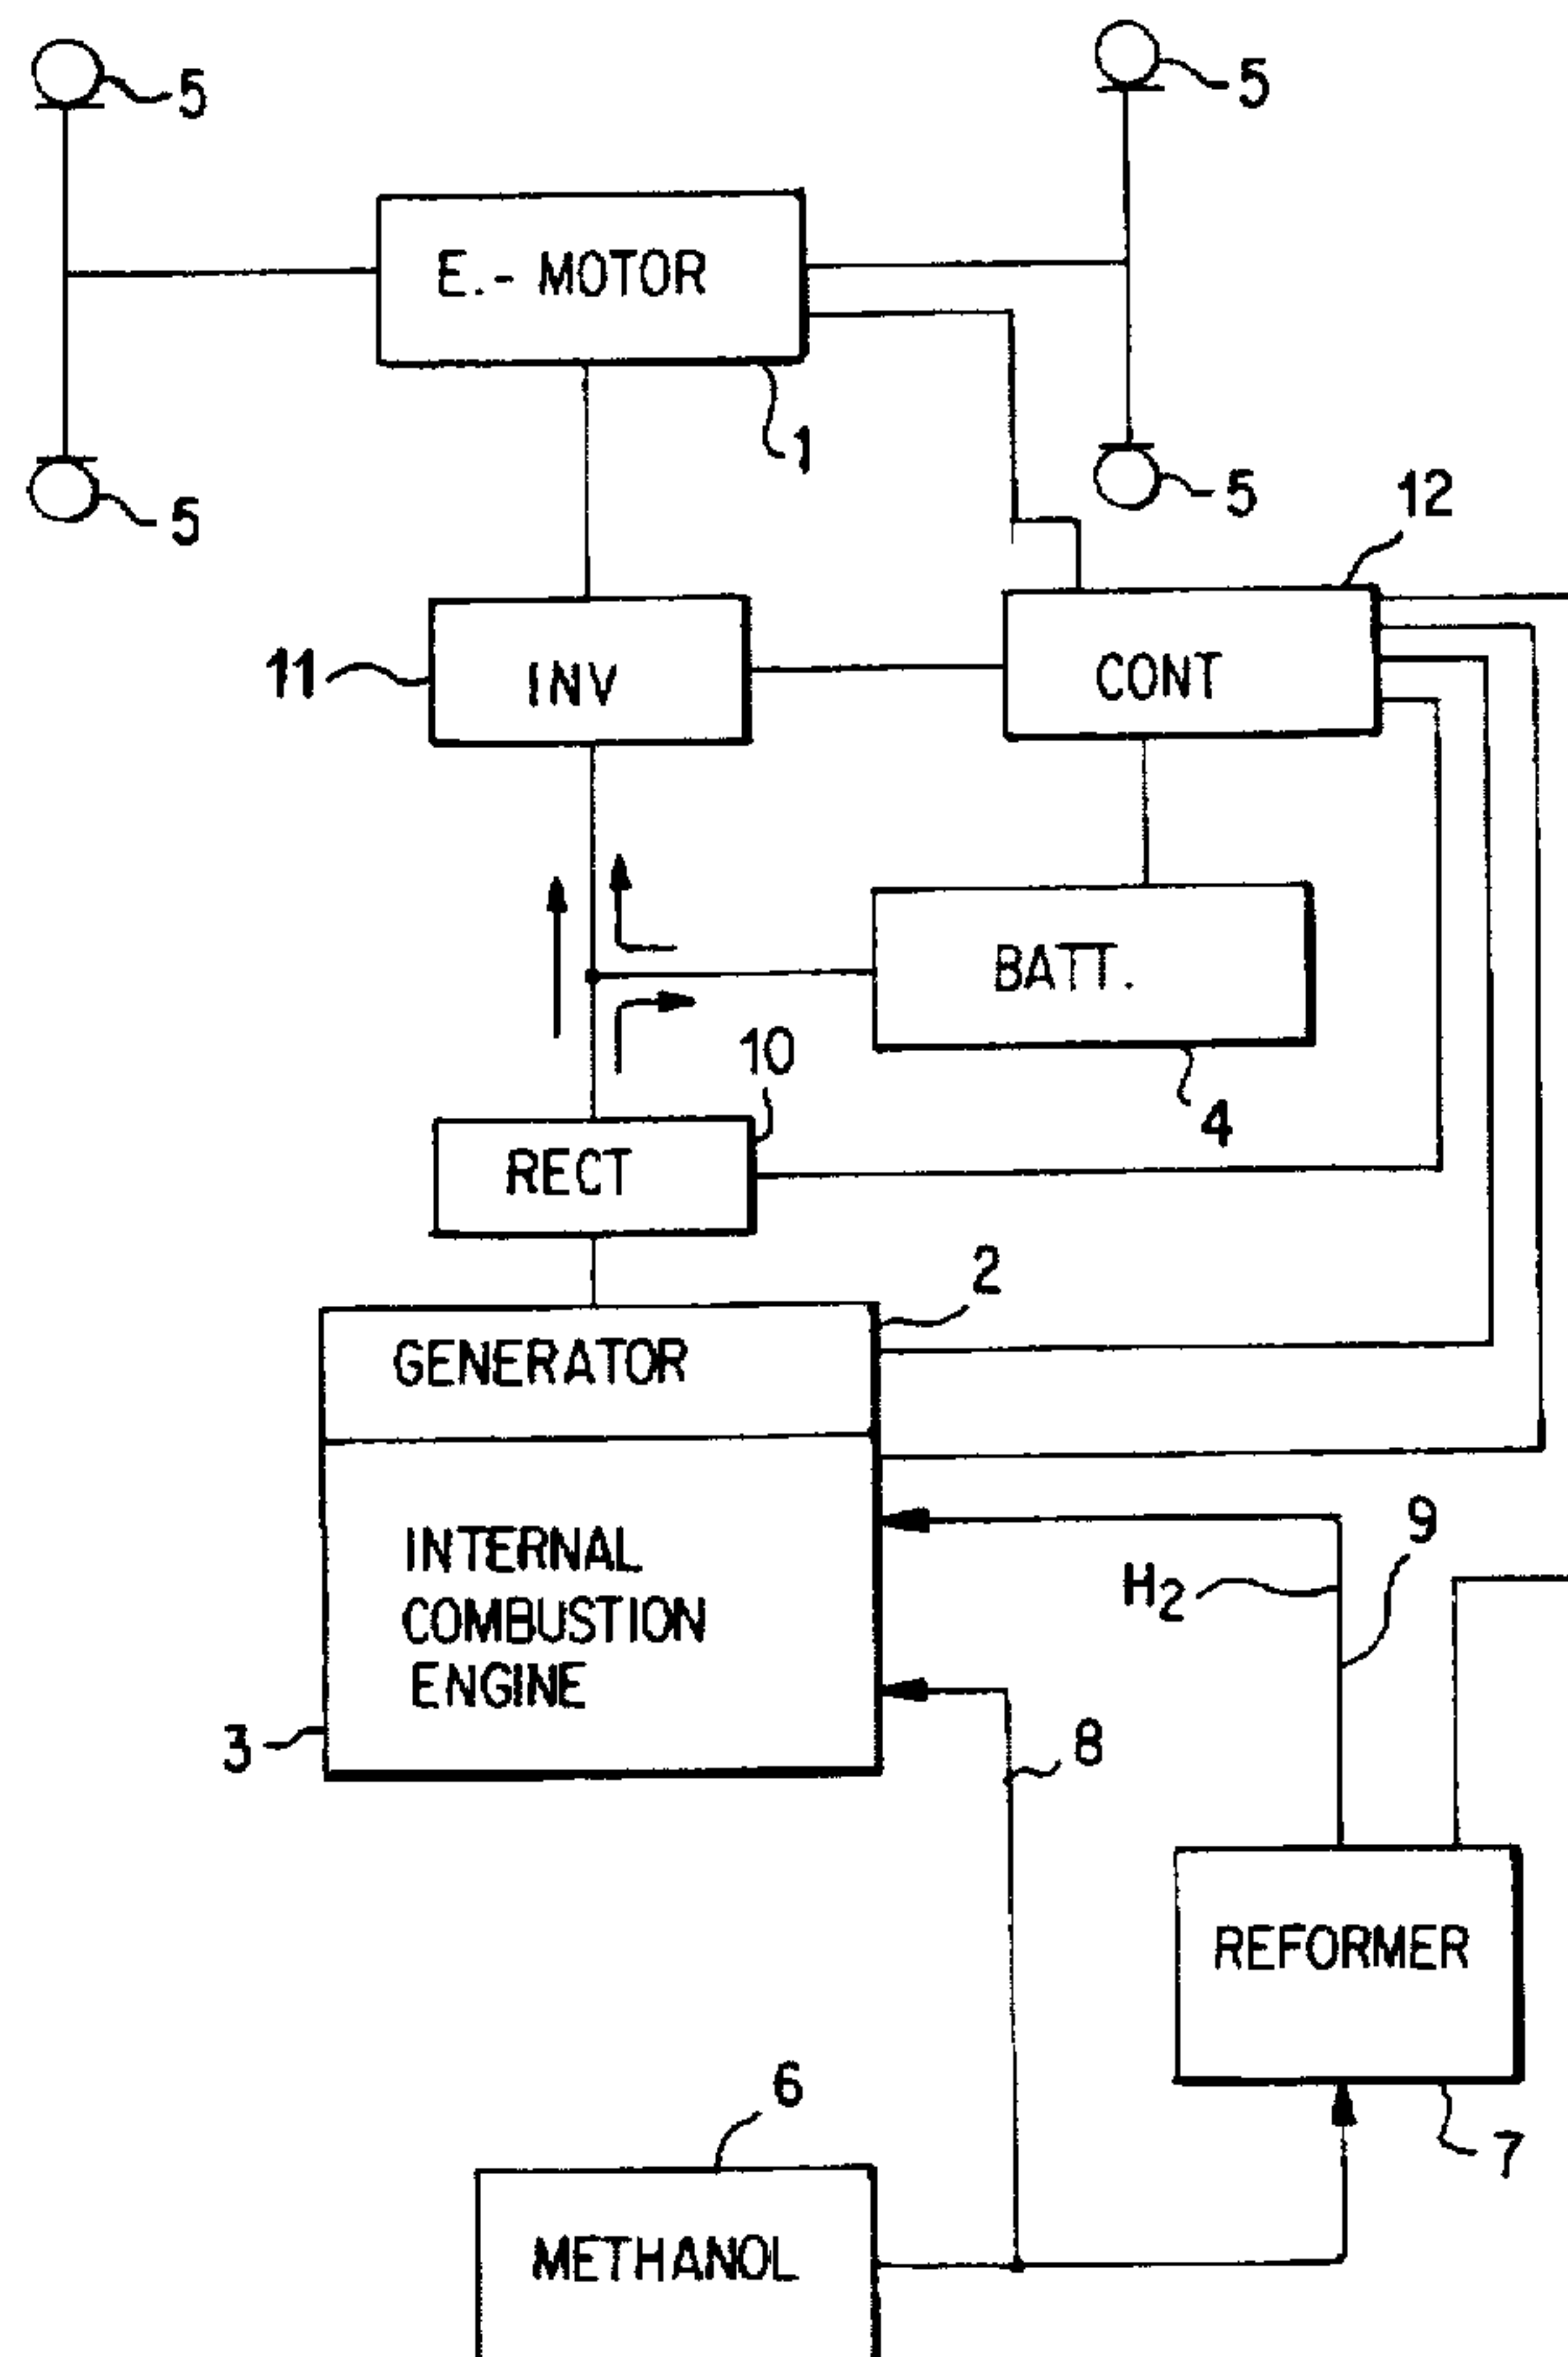 5
5
E.- MOTOR
1
5
5
12
11
INV
CONT
BATT.
10
4
RECT
2
GENERATOR
9
INTERNAL
COMBUSTION
ENGINE
H2
3
8
REFORMER
6
7
METHANOL